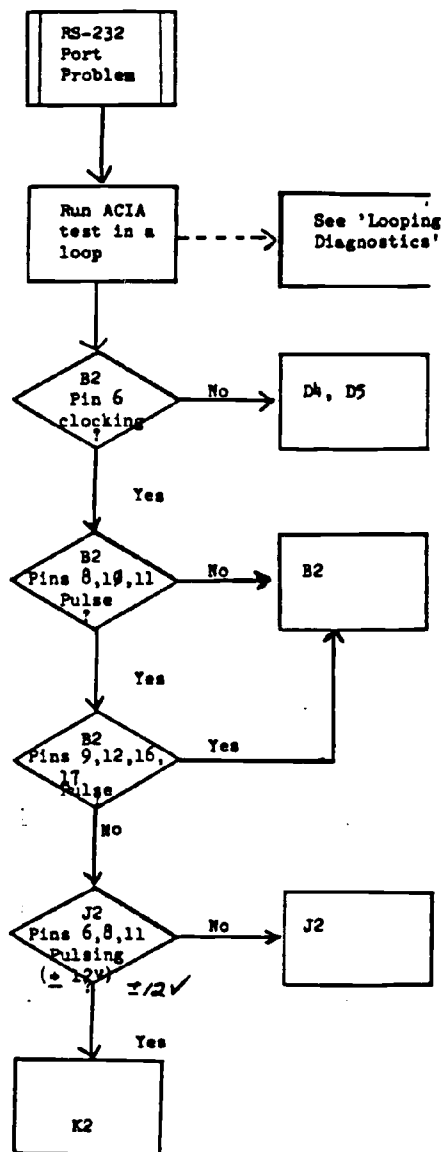 RS-232
Port
Problem
Run ACIA
test in a
loop
See 'Looping
Diagnostics'
B2
Pin 6
clocking
?
No
D4, D5
Yes
B2
Pins 8,10,11
Pulse
?
No
B2
Yes
B2
Pins 9,12,16,
17
Pulse
Yes
No
J2
Pins 6,8,11
Pulsing
(± 12V)
?
±12✓
No
J2
Yes
K2